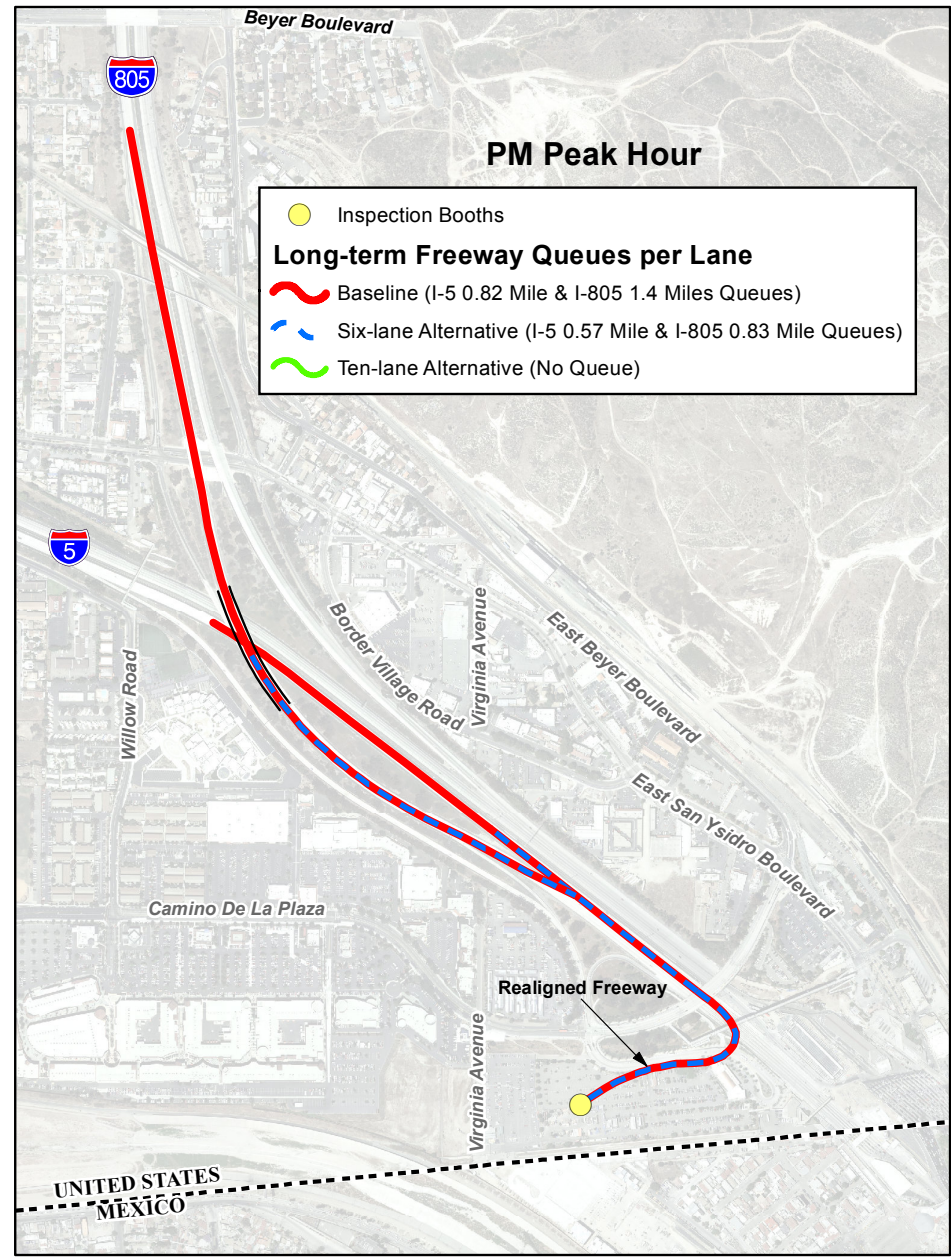 Beyer Boulevard
805
PM Peak Hour
Inspection Booths
Long-term Freeway Queues per Lane
Baseline (I-5 0.82 Mile & I-805 1.4 Miles Queues)
Six-lane Alternative (I-5 0.57 Mile & I-805 0.83 Mile Queues)
Ten-lane Alternative (No Queue)
5
Willow Road
Border Village Road
Virginia Avenue
East Beyer Boulevard
East San Ysidro Boulevard
Camino De La Plaza
Realigned Freeway
Virginia Avenue
UNITED STATES
MEXICO